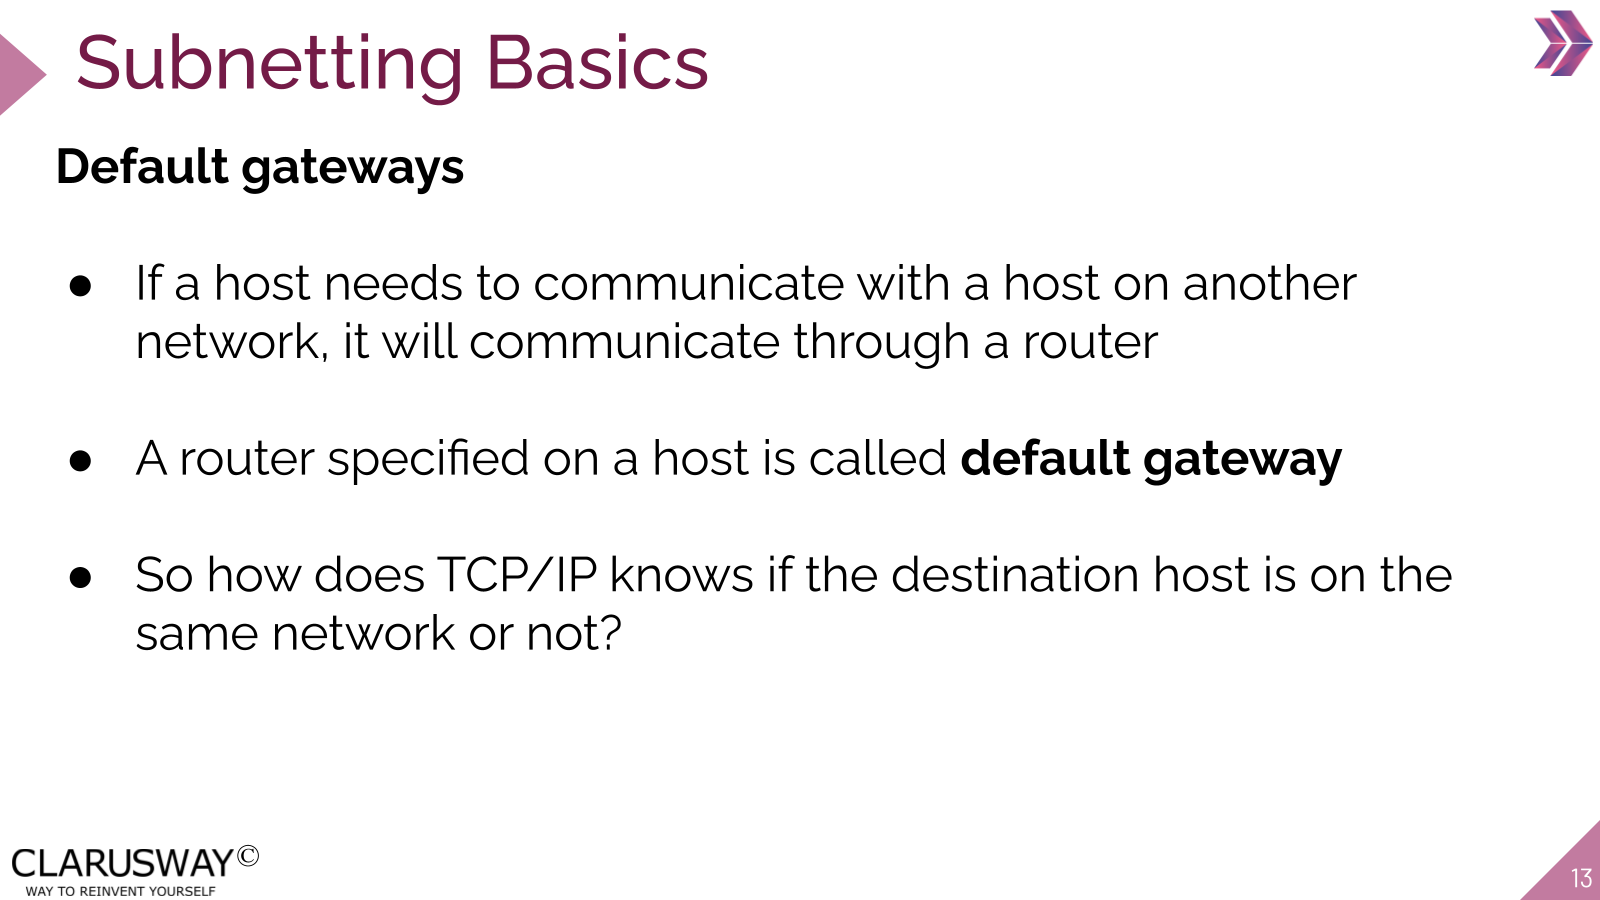 Subnetting Basics
Default gateways
● If a host needs to communicate with a host on another
network, it will communicate through a router
● A router specified on a host is called default gateway
● So how does TCP/IP knows if the destination host is on the
same network or not?
CLARUSWAY©
WAY TO REINVENT YOURSELF
13